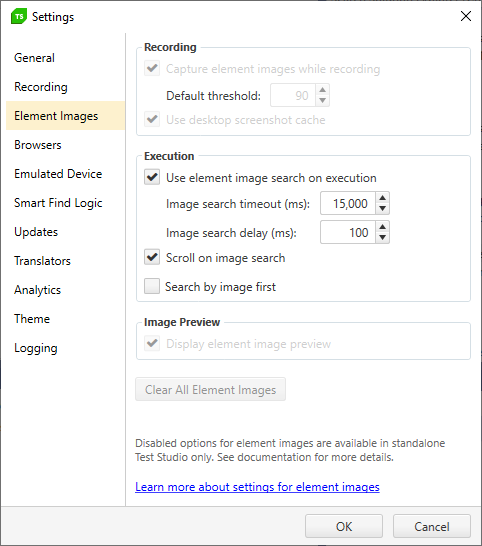 TS Settings
General
Recording
Element Images
Browsers
Emulated Device
Smart Find Logic
Updates
Translators
Analytics
Theme
Logging
Recording
Capture element images while recording
Default threshold: 90
Use desktop screenshot cache
Execution
Use element image search on execution
Image search timeout (ms): 15,000
Image search delay (ms): 100
Scroll on image search
Search by image first
Image Preview
Display element image preview
Clear All Element Images
Disabled options for element images are available in standalone
Test Studio only. See documentation for more details.
Learn more about settings for element images
OK Cancel